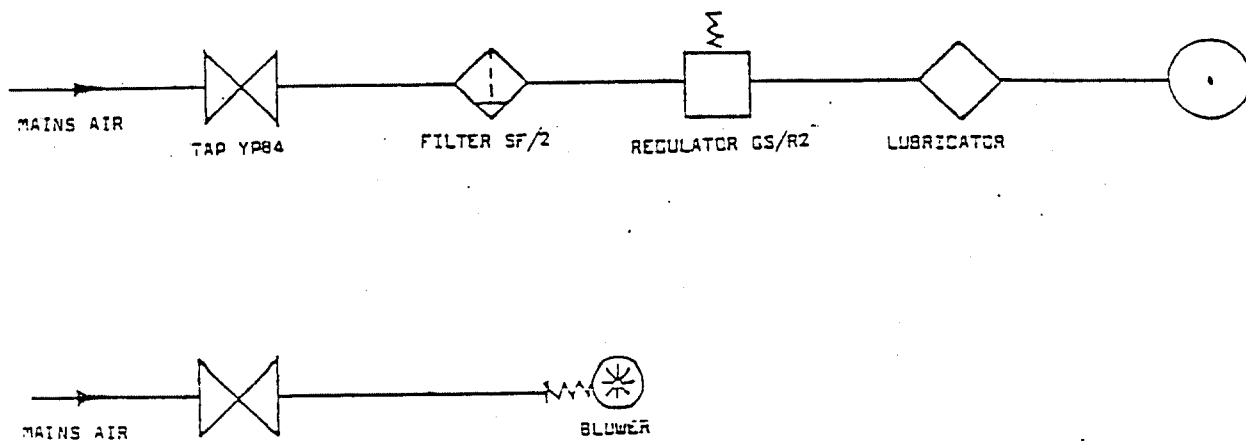 MAINS AIR
TAP YP84
FILTER SF/2
REGULATOR GS/R2
LUBRICATOR
MAINS AIR
BLOWER